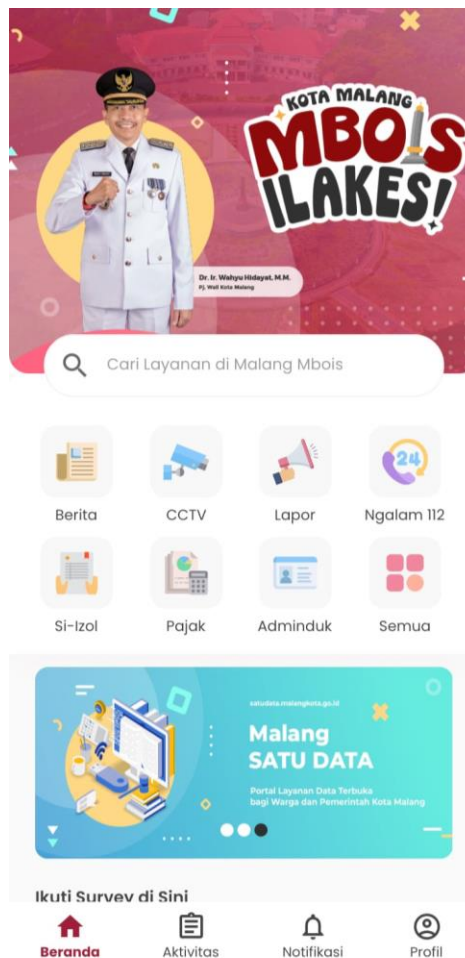 KOTA MALANG
MBOIS
ILAKES!
Dr. Ir. Wahyu Hidayat, M.M.
Pj. Wali Kota Malang
Cari Layanan di Malang Mbois
Berita
CCTV
Lapor
24
Ngalam 112
Si-Izol
Pajak
Adminduk
Semua
satudata.malangkota.go.id
Malang
SATU DATA
Portal Layanan Data Terbuka
bagi Warga dan Pemerintah Kota Malang
Ikuti Survey di Sini
Beranda
Aktivitas
Notifikasi
Profil